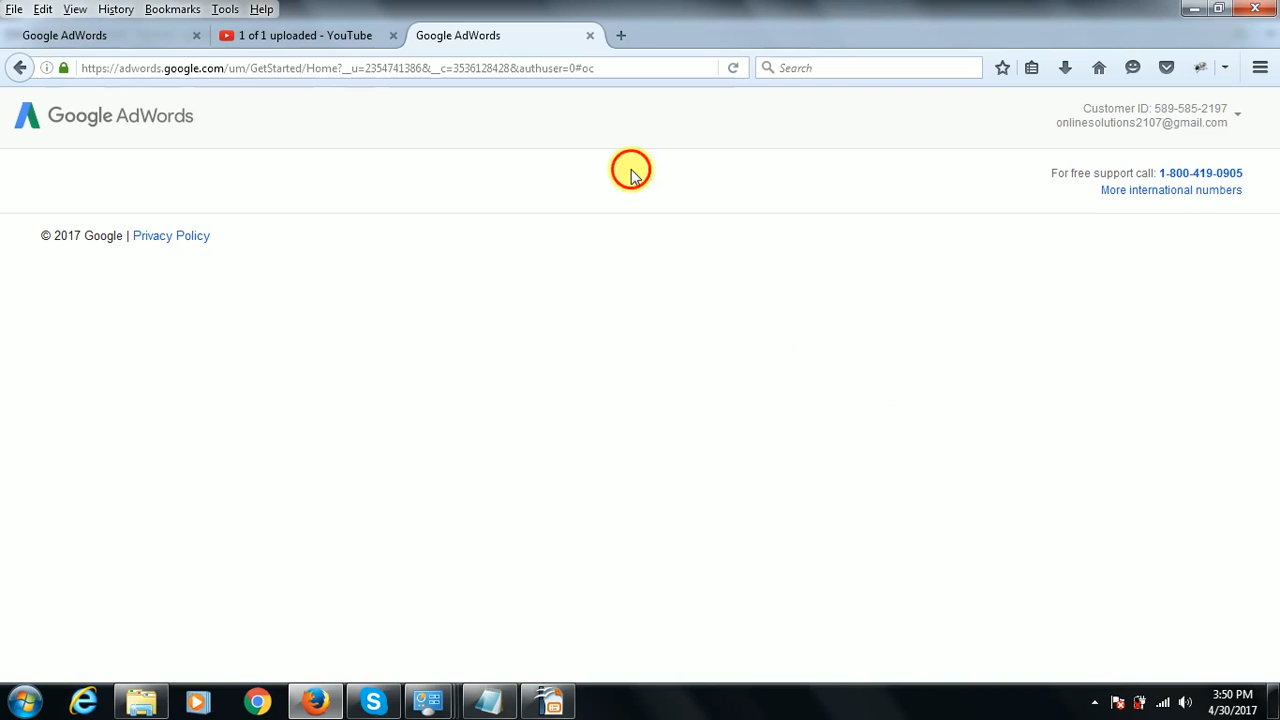 File Edit View History Bookmarks Tools Help
Google AdWords
1 of 1 uploaded - YouTube
Google AdWords
https://adwords.google.com/um/GetStarted/Home?__u=2354741386&__c=3536128428&authuser=0#oc
Search
Google AdWords
Customer ID: 589-585-2197
onlinesolutions2107@gmail.com
For free support call: 1-800-419-0905
More international numbers
© 2017 Google | Privacy Policy
3:50 PM
4/30/2017